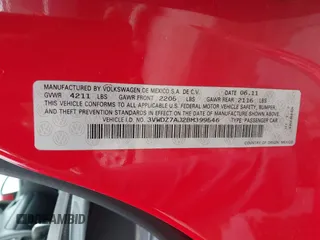 MANUFACTURED BY VOLKSWAGEN DE MEXICO S.A. DE C.V. DATE 06.11
GVWR 4211 LBS GAWR FRONT 2206 LBS GAWR REAR 2116 LBS
THIS VEHICLE CONFORMS TO ALL APPLICABLE U.S. FEDERAL MOTOR VEHICLE SAFETY, BUMPER,
AND THEFT PREVENTION STANDARDS IN EFFECT ON THE DATE OF MANUFACTURE SHOWN ABOVE.
VEHICLE I.D. NO. 3VWDZ7AJ2BM399646 TYPE: PASSENGER CAR